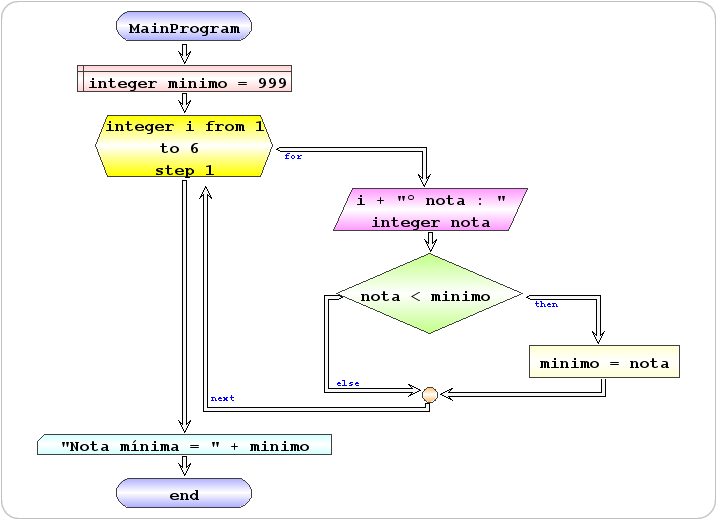 MainProgram
integer minimo = 999
integer i from 1
to 6
step 1
for
i + "° nota : "
integer nota
nota < minimo
then
minimo = nota
else
next
"Nota mínima = " + minimo
end